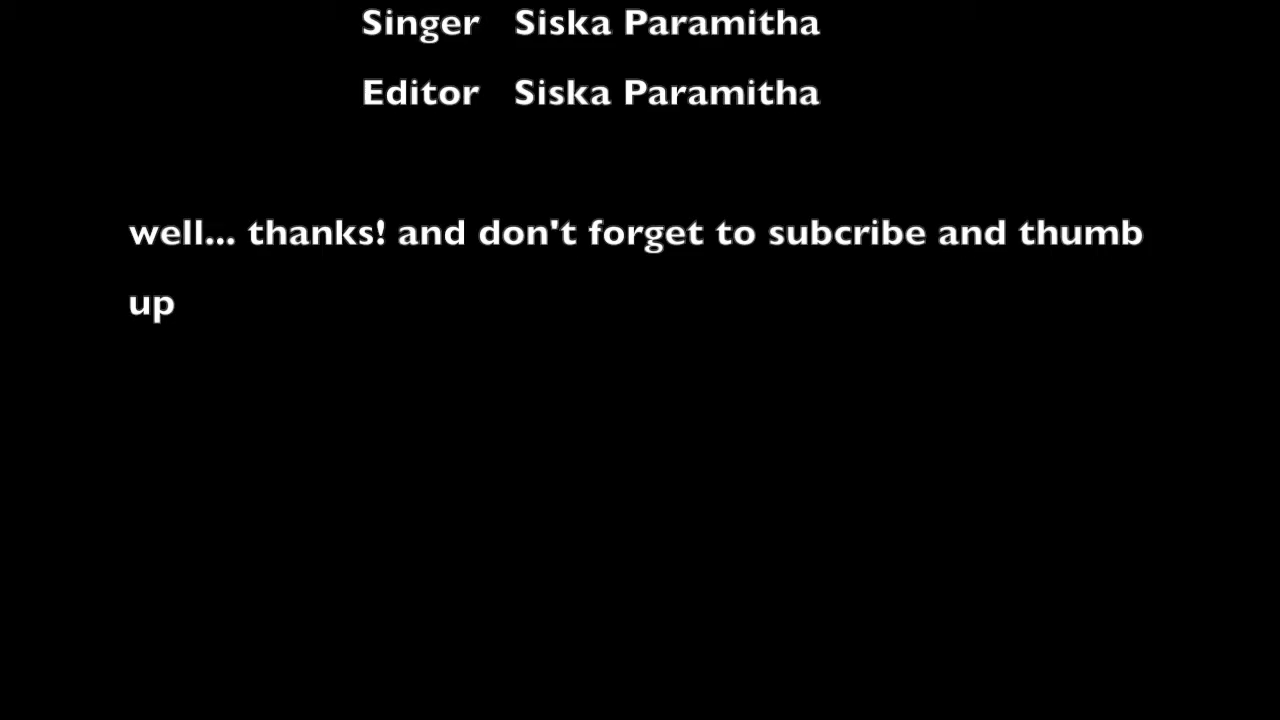 Singer Siska Paramitha
Editor Siska Paramitha
well... thanks! and don't forget to subcribe and thumb
up